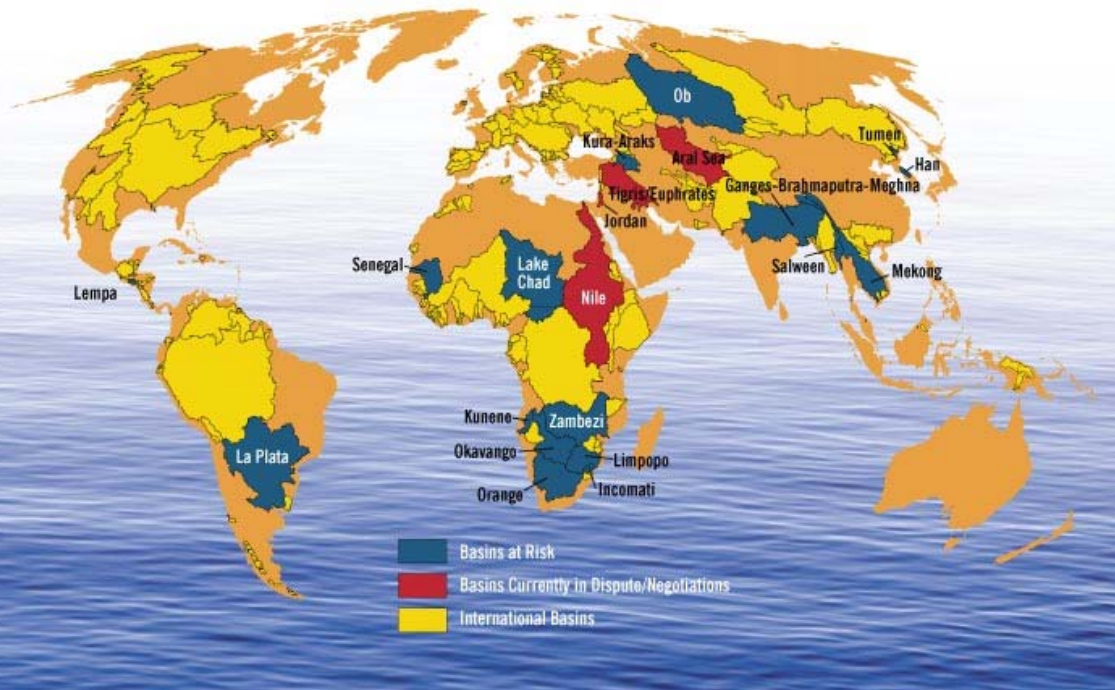 Ob
Tumen
Kura-Araks
Aral Sea
Han
Ganges-Brahmaputra-Meghna
Tigris/Euphrates
Jordan
Senegal
Lake
Chad
Salween
Mekong
Lempa
Nile
Kunene
Zambezi
Okavango
La Plata
Limpopo
Orange
Incomati
Basins at Risk
Basins Currently in Dispute/Negotiations
International Basins